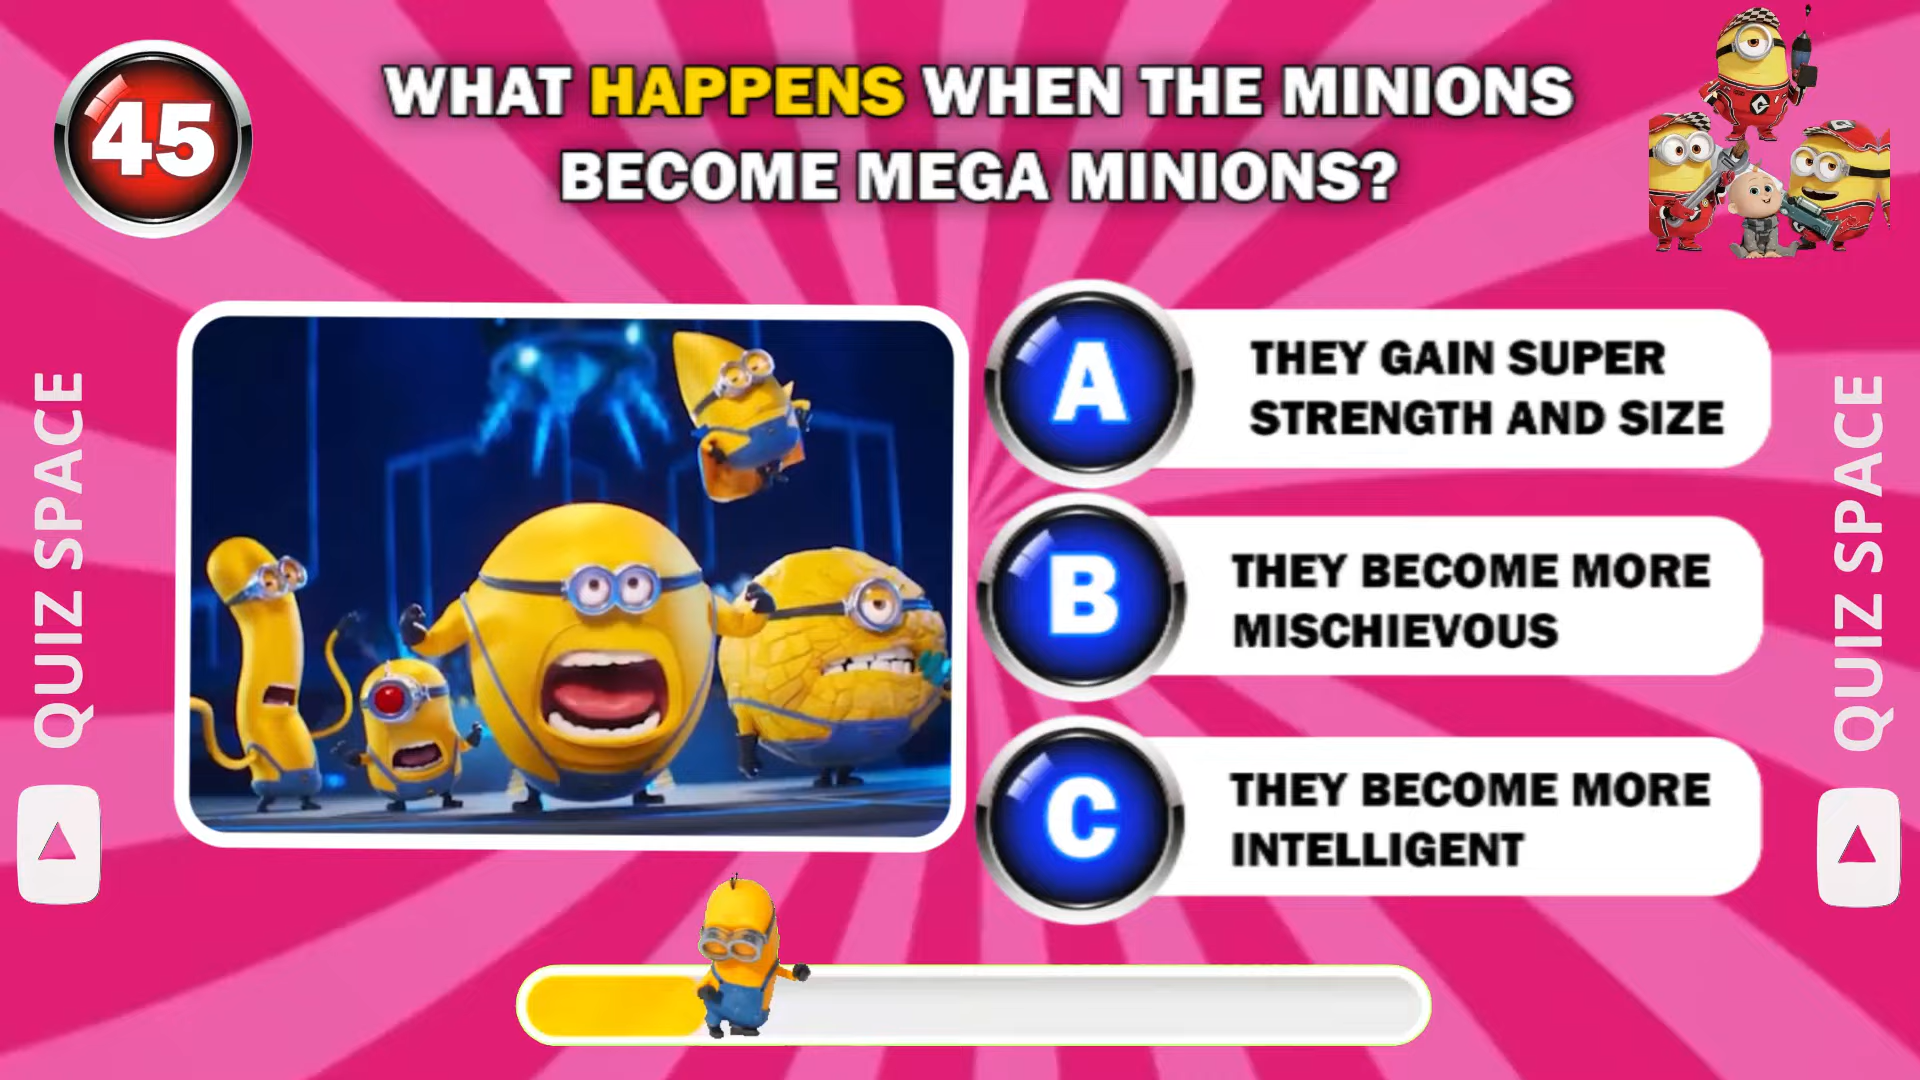 45
WHAT HAPPENS WHEN THE MINIONS
BECOME MEGA MINIONS?
A
THEY GAIN SUPER
STRENGTH AND SIZE
B
THEY BECOME MORE
MISCHIEVOUS
C
THEY BECOME MORE
INTELLIGENT
QUIZ SPACE
QUIZ SPACE